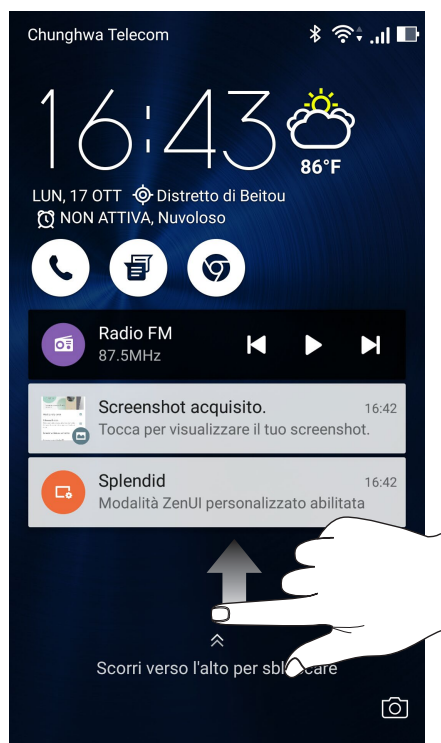 Chunghwa Telecom
16:43
86°F
LUN, 17 OTT Distretto di Beitou
NON ATTIVA, Nuvoloso
Radio FM
87.5MHz
Screenshot acquisito. 16:42
Tocca per visualizzare il tuo screenshot.
Splendid 16:42
Modalità ZenUI personalizzato abilitata
Scorri verso l'alto per sbloccare